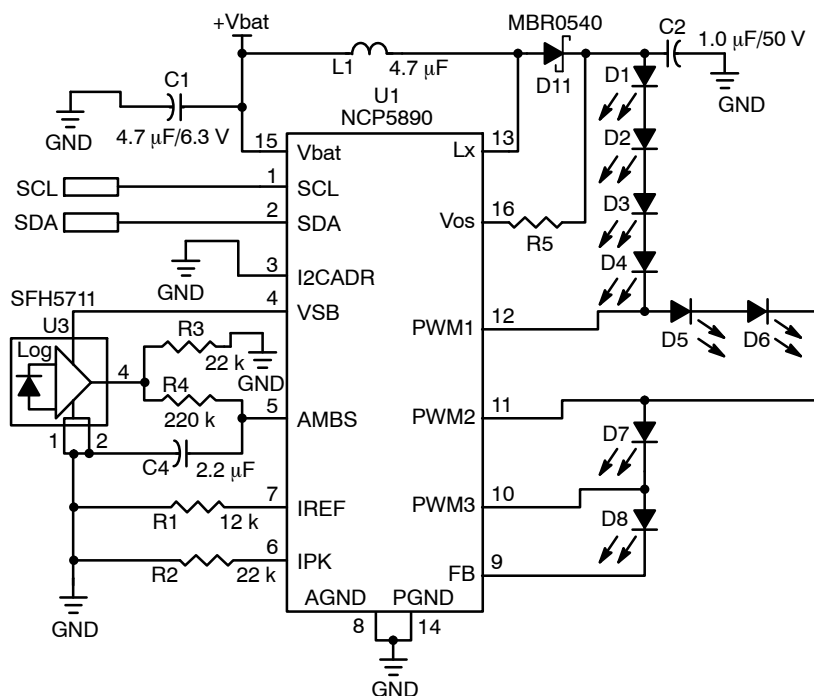 +Vbat
MBR0540
C2
1.0 μF/50 V
L1
4.7 μF
D11
D1
GND
C1
U1
NCP5890
GND
4.7 μF/6.3 V
15
Vbat
Lx
13
D2
SCL
1
SCL
SDA
2
SDA
Vos
16
R5
D3
GND
3
I2CADR
D4
SFH5711
4
VSB
U3
R3
PWM1
12
Log
22 k
GND
D5
D6
4
R4
220 k
5
AMBS
PWM2
11
1
2
C4
2.2 μF
D7
R1
12 k
7
IREF
PWM3
10
D8
R2
22 k
6
IPK
FB
9
GND
AGND
PGND
8
14
GND